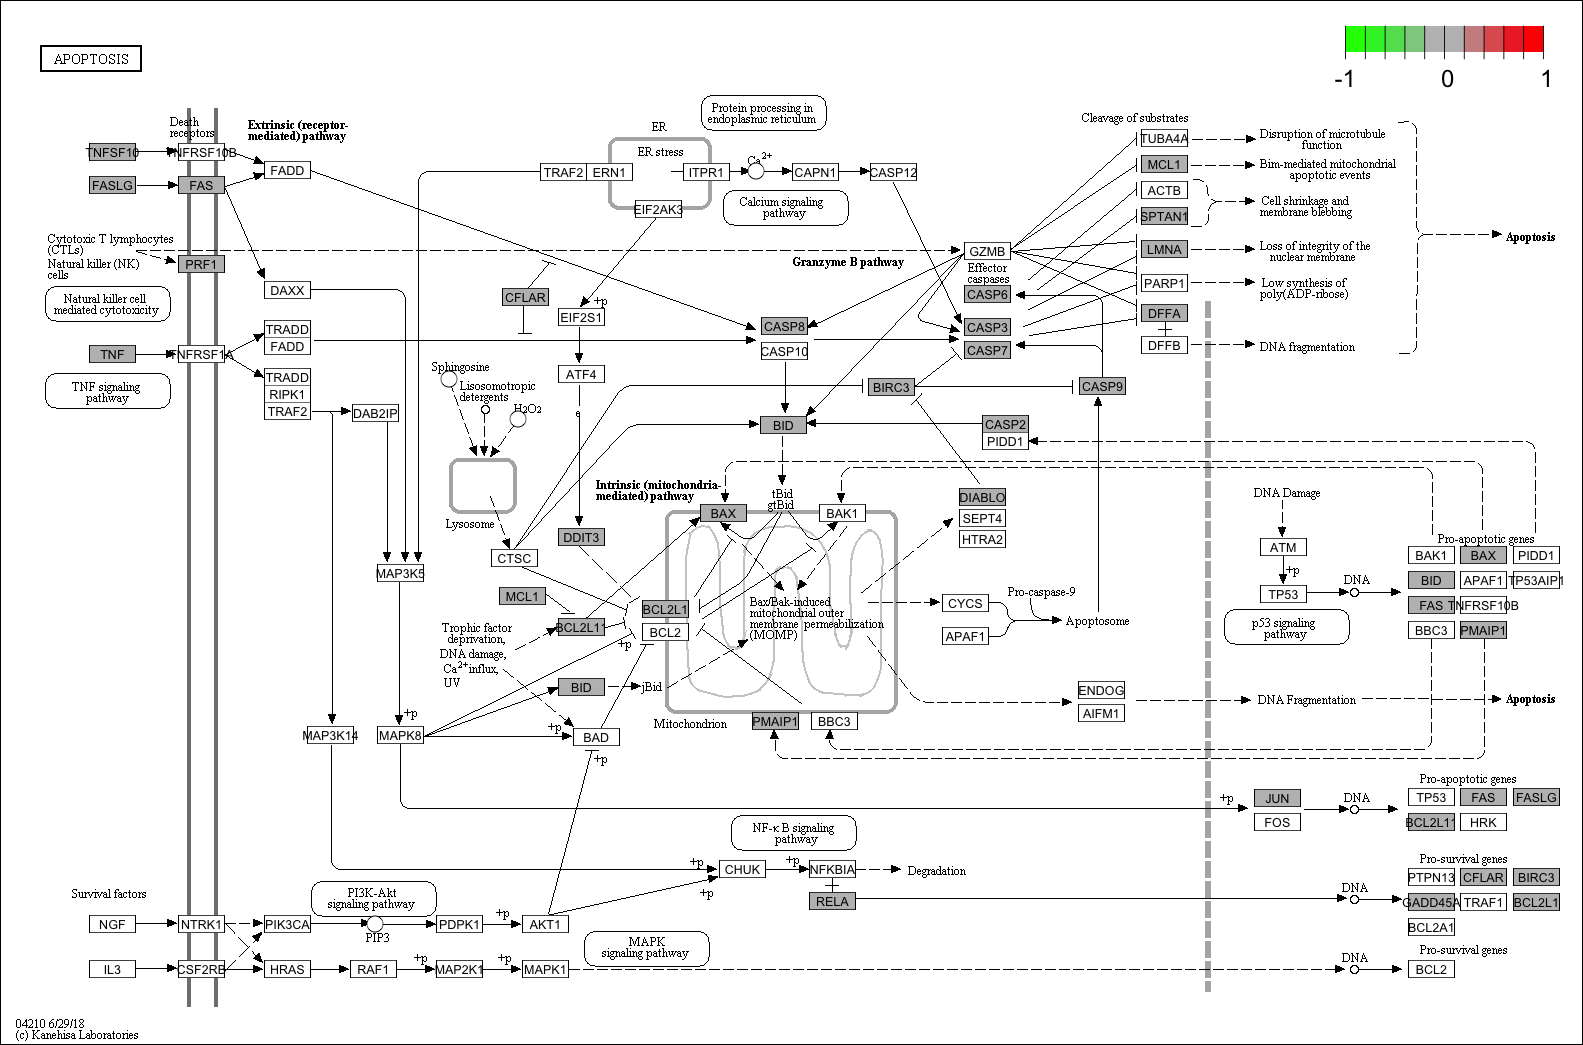 APOPTOSIS
-1 0 1
Death
receptors
Extrinsic (receptor-
mediated) pathway
TNFSF10
TNFRSF10B
FADD
FASLG
FAS
Cytotoxic T lymphocytes
(CTLs)
Natural killer (NK)
cells
PRF1
Natural killer cell
mediated cytotoxicity
DAXX
TRADD
FADD
TNF
TNFRSF1A
TNF signaling
pathway
TRADD
RIPK1
TRAF2
DAB2IP
ER
ER stress
Protein processing in
endoplasmic reticulum
TRAF2
ERN1
ITPR1
Ca2+
CAPN1
CASP12
EIF2AK3
Calcium signaling
pathway
Granzyme B pathway
GZMB
Effector
caspases
CASP6
CASP3
CASP7
CFLAR
+p
EIF2S1
ATF4
e
CASP8
CASP10
BIRC3
CASP9
BID
CASP2
PIDD1
Cleavage of substrates
TUBA4A
Disruption of microtubule
function
MCL1
Bim-mediated mitochondrial
apoptotic events
ACTB
SPTAN1
Cell shrinkage and
membrane blebbing
LMNA
Loss of integrity of the
nuclear membrane
PARP1
Low synthesis of
poly(ADP-ribose)
DFFA
DFFB
DNA fragmentation
Apoptosis
Sphingosine
Lisosomotropic
detergents
H2O2
Lysosome
CTSC
Intrinsic (mitochondria-
mediated) pathway
tBid
gtBid
BAX
BAK1
DIABLO
SEPT4
HTRA2
DDIT3
MAP3K5
MCL1
BCL2L11
BCL2L1
BCL2
+p
Bax/Bak-induced
mitochondrial outer
membrane permeabilization
(MOMP)
CYCS
APAF1
Pro-caspase-9
Apoptosome
Trophic factor
deprivation,
DNA damage,
Ca2+ influx,
UV
BID
jBid
Mitochondrion
PMAIP1
BBC3
ENDOG
AIFM1
DNA Fragmentation
Apoptosis
DNA Damage
ATM
+p
TP53
DNA
p53 signaling
pathway
Pro-apoptotic genes
BAK1
BAX
PIDD1
BID
APAF1
TP53AIP1
FAS
TNFRSF10B
BBC3
PMAIP1
MAP3K14
+p
MAPK8
+p
BAD
+p
+p
JUN
FOS
DNA
Pro-apoptotic genes
TP53
FAS
FASLG
BCL2L11
HRK
NF-κ B signaling
pathway
+p
CHUK
+p
NFKBIA
Degradation
+p
RELA
DNA
Pro-survival genes
PTPN13
CFLAR
BIRC3
GADD45A
TRAF1
BCL2L1
BCL2A1
Survival factors
PI3K-Akt
signaling pathway
NGF
NTRK1
PIK3CA
PIP3
PDPK1
+p
AKT1
MAPK
signaling pathway
IL3
CSF2RB
HRAS
RAF1
+p
MAP2K1
+p
MAPK1
DNA
Pro-survival genes
BCL2
04210 6/29/18
(c) Kanehisa Laboratories